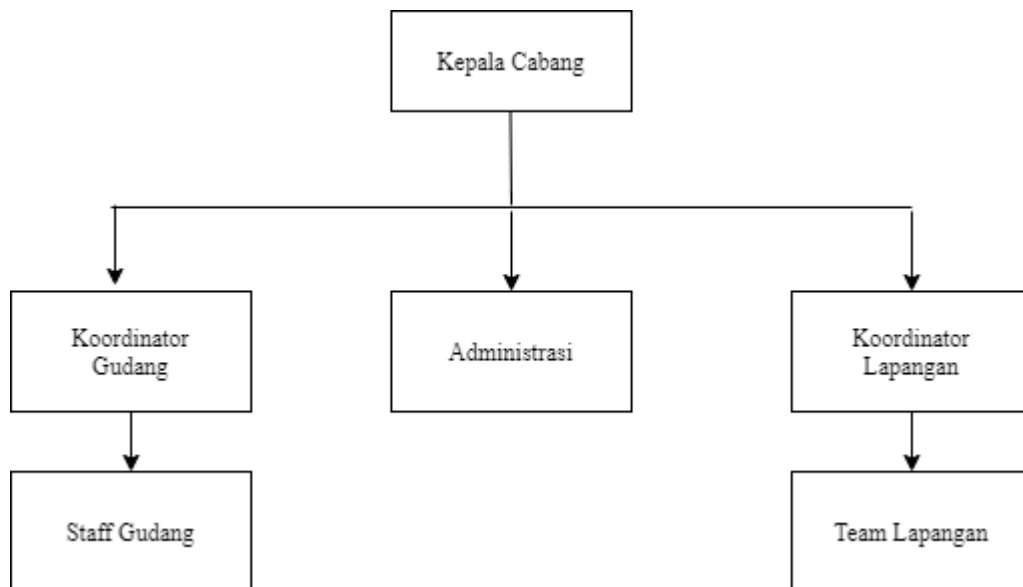 Kepala Cabang
Koordinator
Gudang
Administrasi
Koordinator
Lapangan
Staff Gudang
Team Lapangan